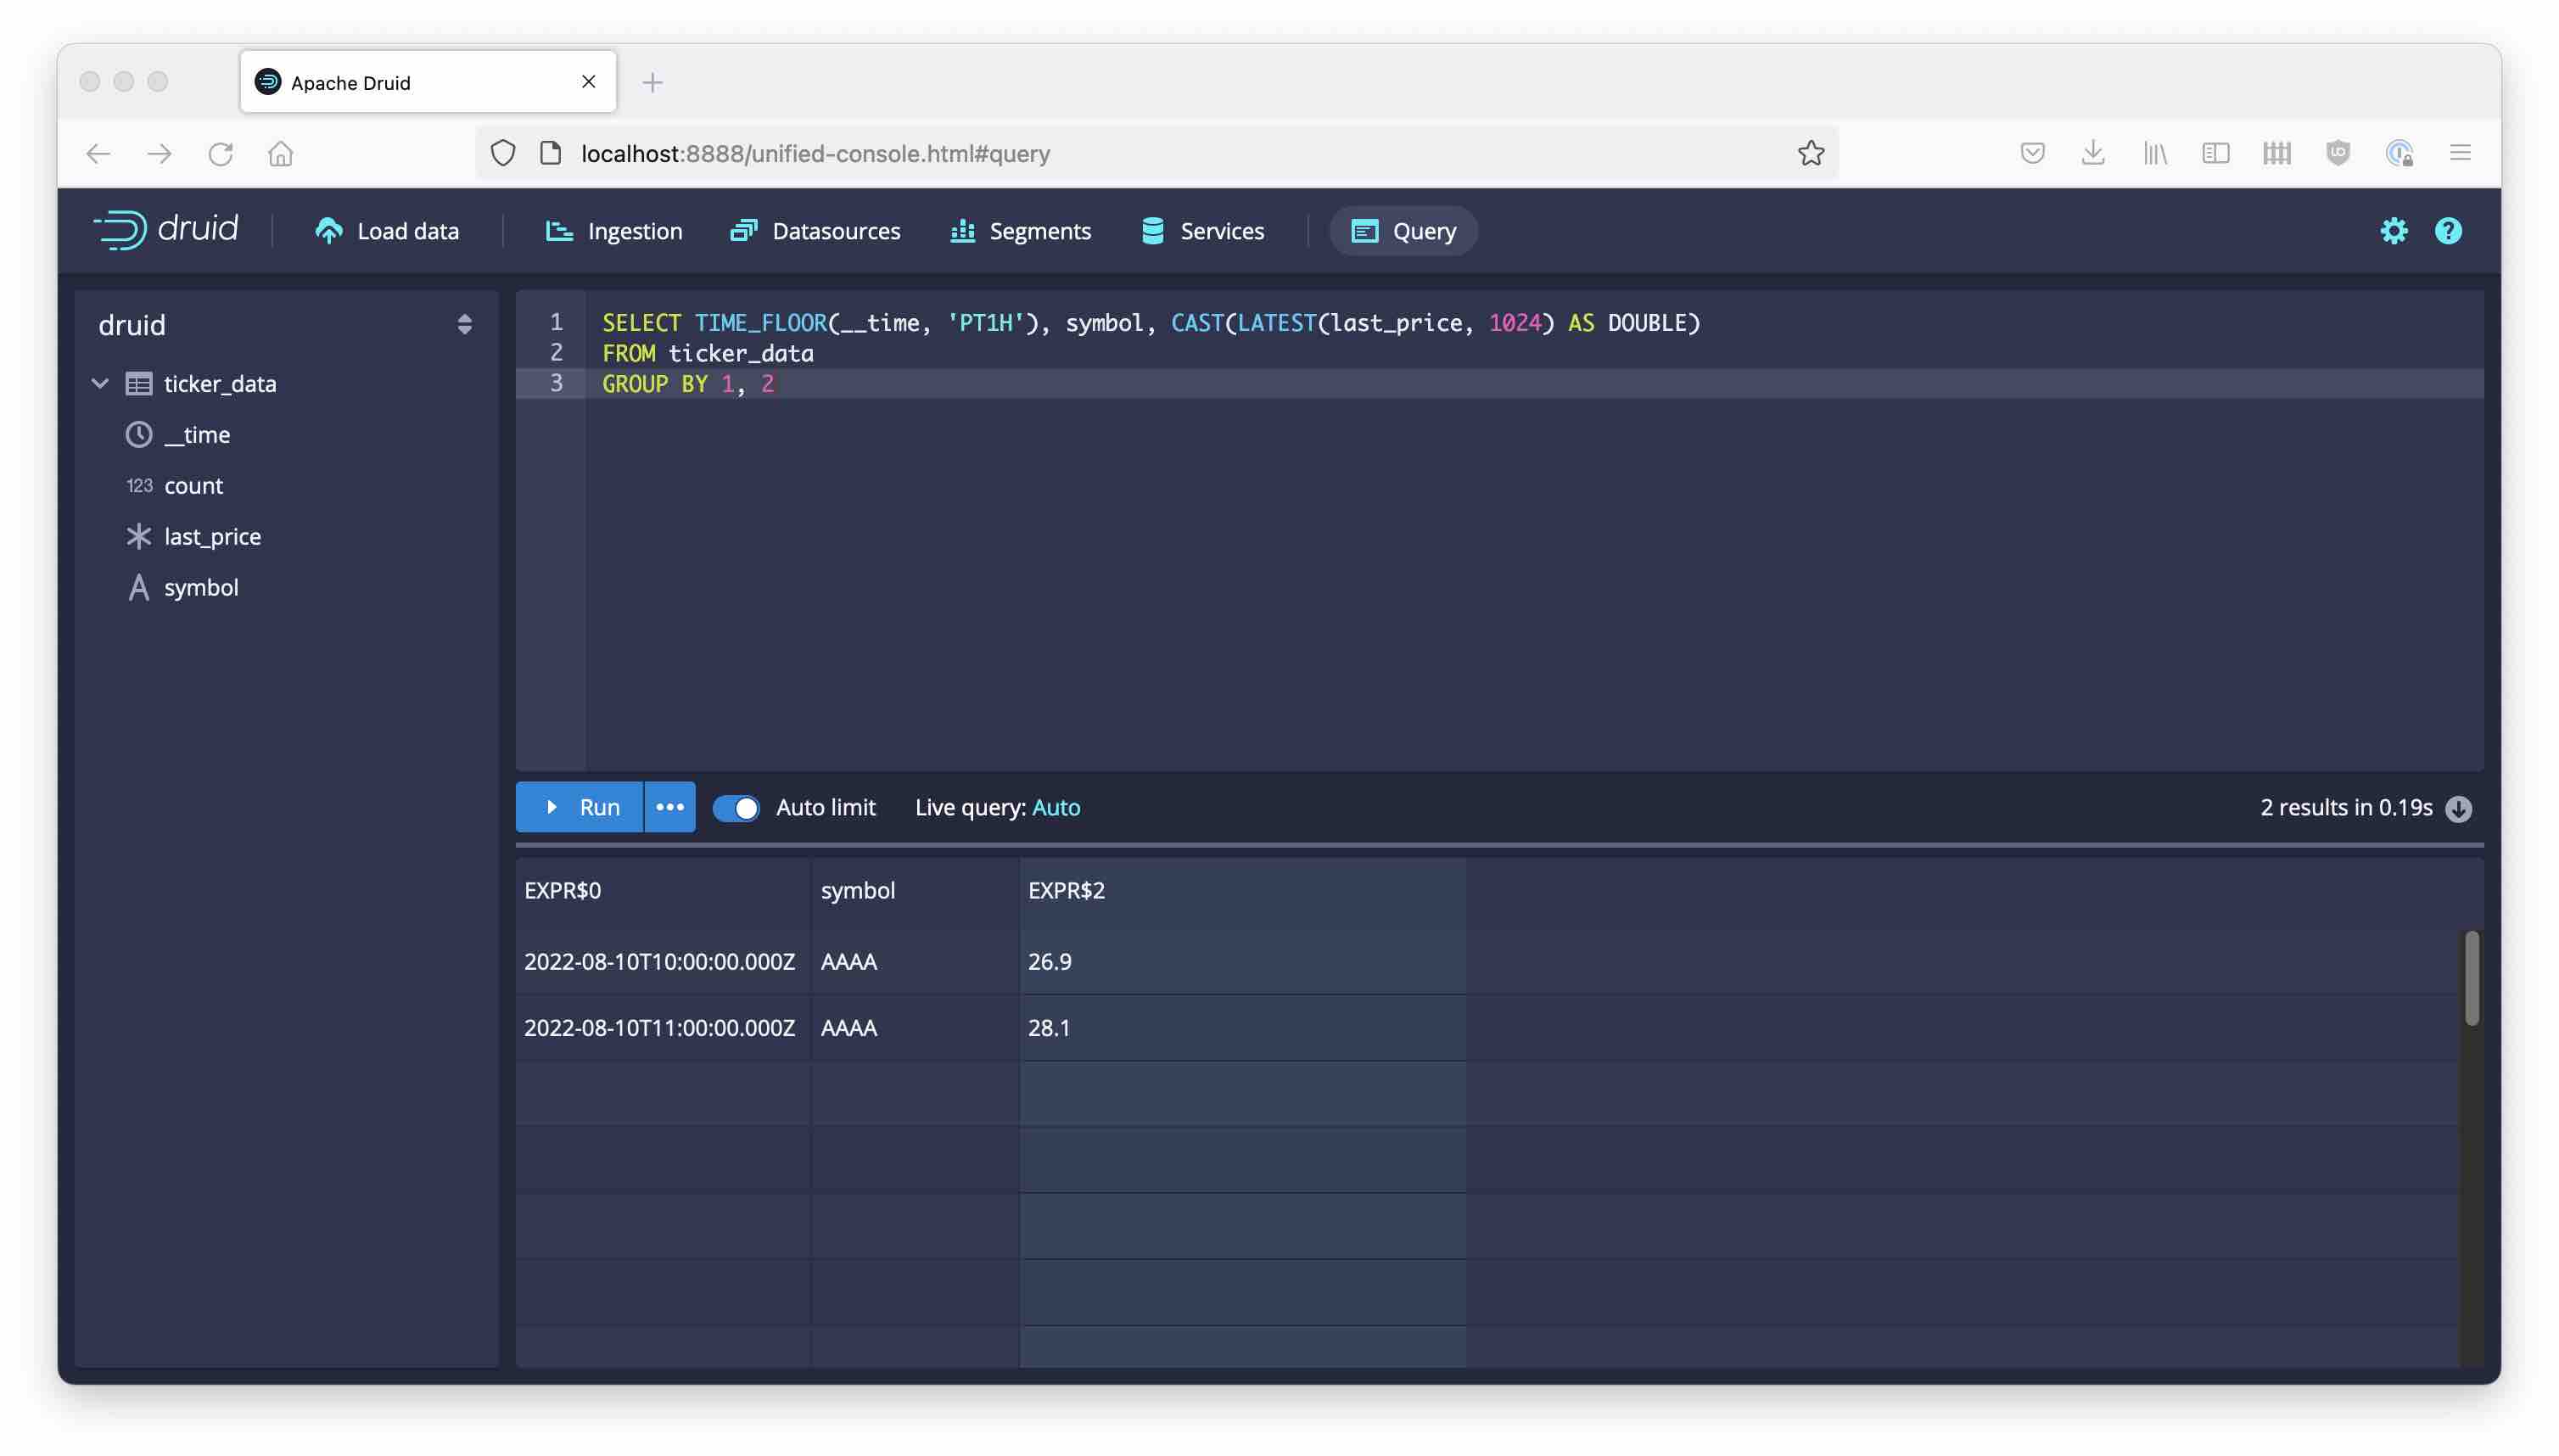 Apache Druid
localhost:8888/unified-console.html#query
druid
Load data
Ingestion
Datasources
Segments
Services
Query
druid
ticker_data
__time
123 count
last_price
symbol
1 SELECT TIME_FLOOR(__time, 'PT1H'), symbol, CAST(LATEST(last_price, 1024) AS DOUBLE)
2 FROM ticker_data
3 GROUP BY 1, 2
Run
Auto limit
Live query: Auto
2 results in 0.19s
EXPR$0 symbol EXPR$2
2022-08-10T10:00:00.000Z AAAA 26.9
2022-08-10T11:00:00.000Z AAAA 28.1